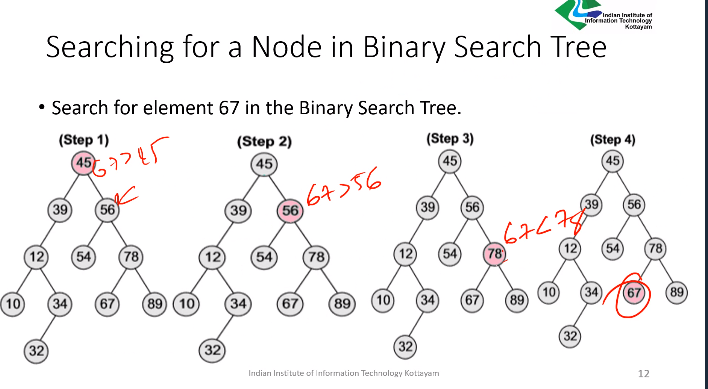 Indian Institute of
Information Technology
Kottayam
Searching for a Node in Binary Search Tree
• Search for element 67 in the Binary Search Tree.
(Step 1)
45
67>45
39 56
12 54 78
10 34 67 89
32
(Step 2)
45
39 56
67>56
12 54 78
10 34 67 89
32
(Step 3)
45
39 56
67<78
12 54 78
10 34 67 89
32
(Step 4)
45
39 56
12 54 78
10 34 67 89
32
Indian Institute of Information Technology Kottayam
12